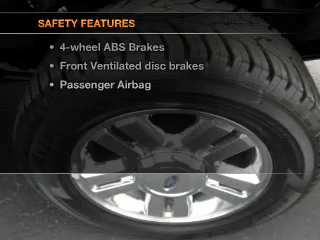 SAFETY FEATURES
• 4-wheel ABS Brakes
• Front Ventilated disc brakes
• Passenger Airbag